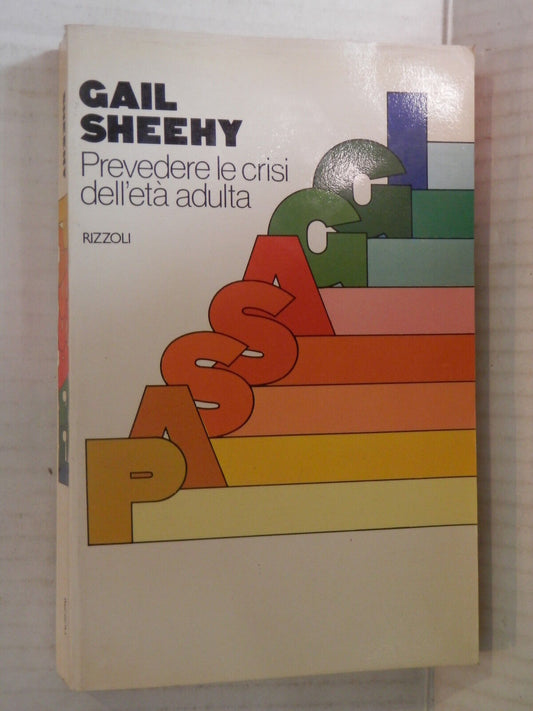 GAIL
SHEEHY
Prevedere le crisi
dell'età adulta
RIZZOLI
PASSAGGI